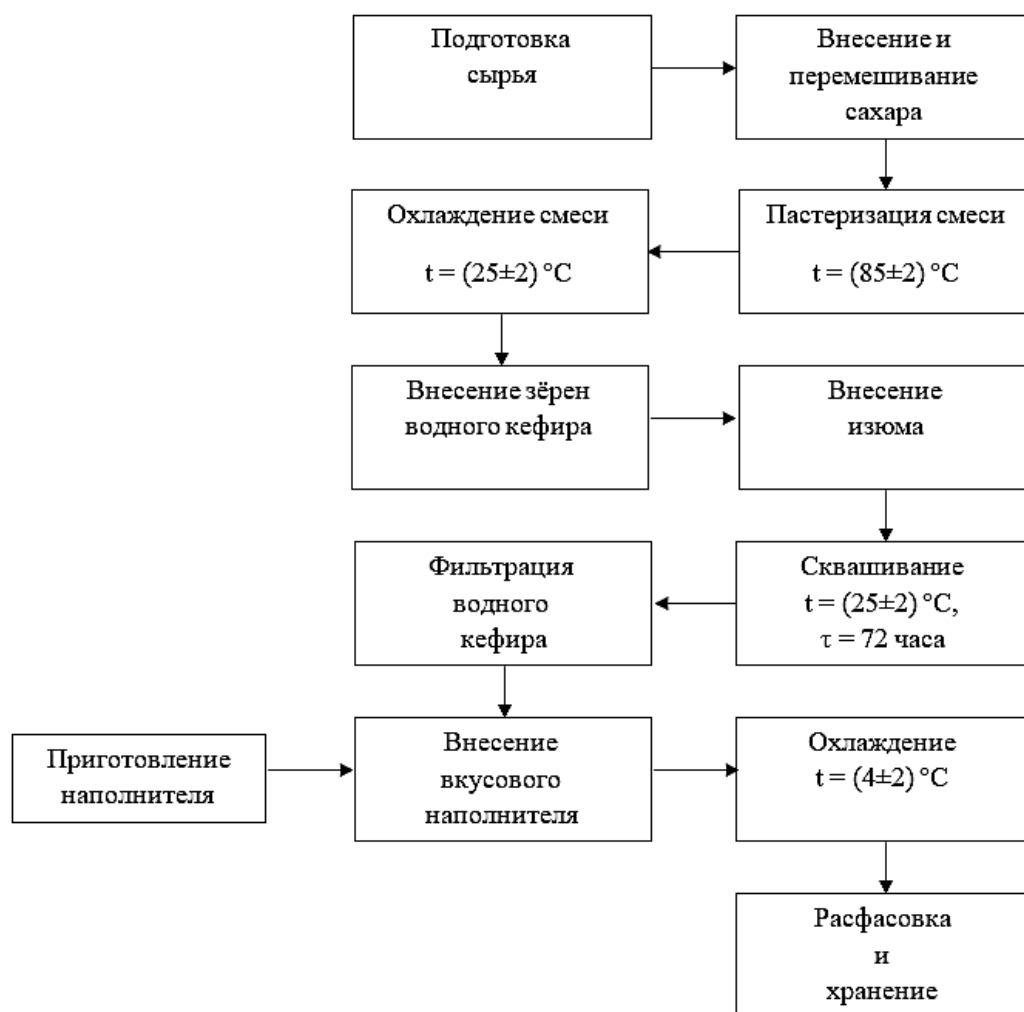 Подготовка
сырья
Внесение и
перемешивание
сахара
Пастеризация смеси
t = (85±2) °C
Охлаждение смеси
t = (25±2) °C
Внесение зёрен
водного кефира
Внесение
изюма
Сквашивание
t = (25±2) °C,
τ = 72 часа
Фильтрация
водного
кефира
Приготовление
наполнителя
Внесение
вкусового
наполнителя
Охлаждение
t = (4±2) °C
Расфасовка
и
хранение